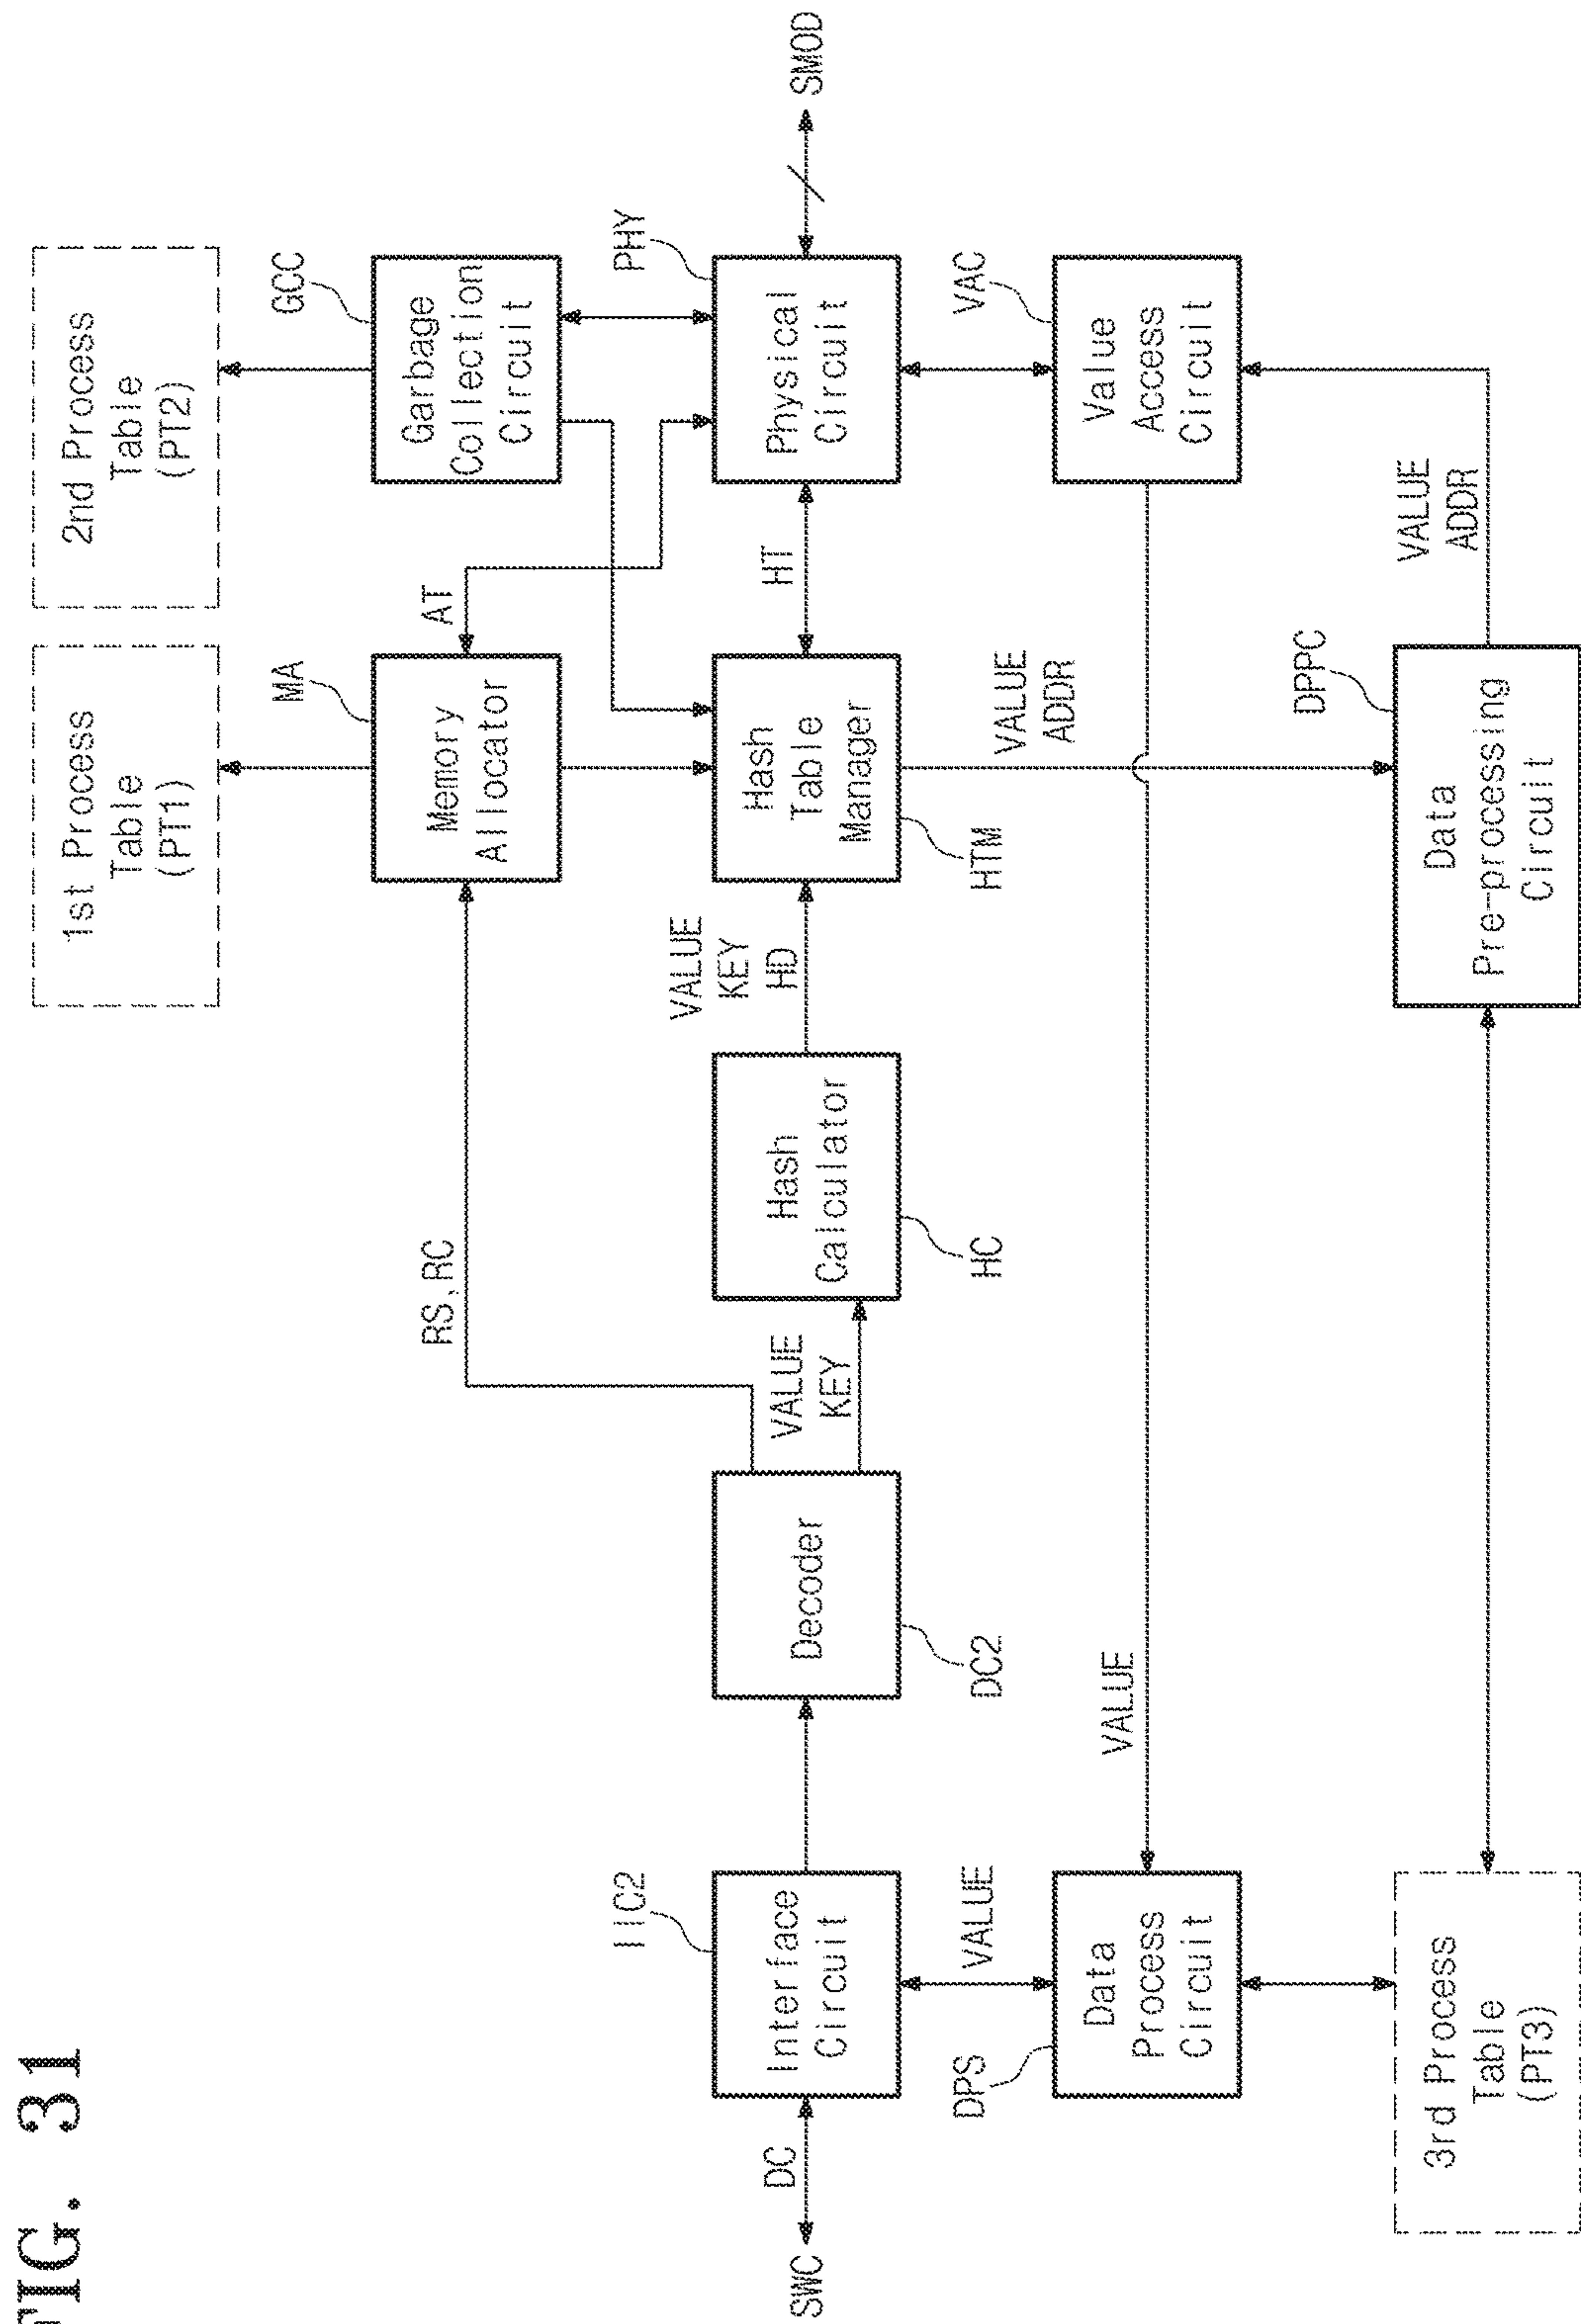 FIG. 31
1st Process
Table
(PT1)
2nd Process
Table
(PT2)
MA
GCC
Memory
Allocator
AT
Garbage
Collection
Circuit
RS, RC
PHY
SWC
DC
IIC2
Interface
Circuit
Decoder
DC2
VALUE
KEY
Hash
Calculator
HC
VALUE
KEY
HD
Hash
Table
Manager
HTM
HT
Physical
Circuit
SMOD
VALUE
DPS
Data
Process
Circuit
VALUE
VALUE
ADDR
VAC
Value
Access
Circuit
3rd Process
Table
(PT3)
DPPC
Data
Pre-processing
Circuit
VALUE
ADDR